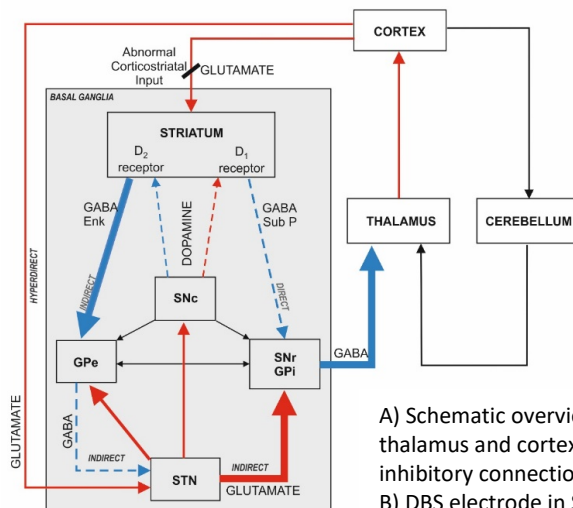 CORTEX
Abnormal
Corticostriatal
Input
GLUTAMATE
BASAL GANGLIA
STRIATUM
D2
receptor
D1
receptor
GABA
Enk
DOPAMINE
GABA
Sub P
THALAMUS
CEREBELLUM
HYPERDIRECT
INDIRECT
DIRECT
SNc
GPe
SNr
GPi
GABA
GABA
INDIRECT
INDIRECT
STN
GLUTAMATE
GLUTAMATE
A) Schematic overvie
thalamus and cortex
inhibitory connectio
B) DBS electrode in S